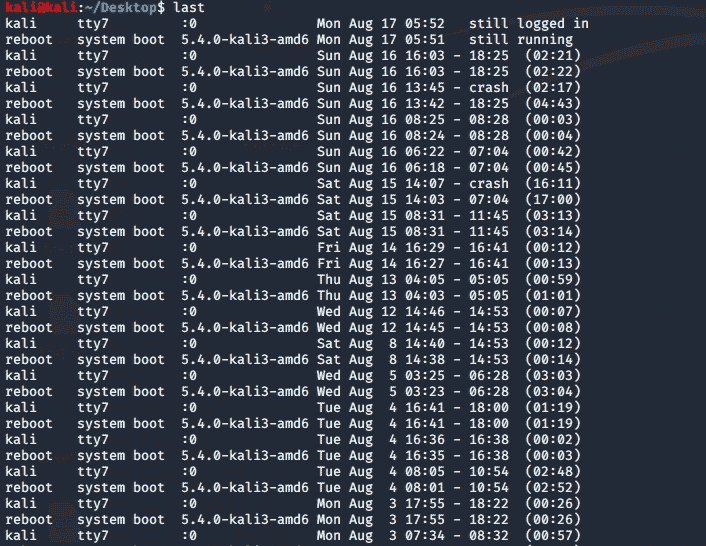 kali@kali:~/Desktop$ last
kali     tty7         :0               Mon Aug 17 05:52   still logged in
reboot   system boot  5.4.0-kali3-amd6 Mon Aug 17 05:51   still running
kali     tty7         :0               Sun Aug 16 16:03 - 18:25  (02:21)
reboot   system boot  5.4.0-kali3-amd6 Sun Aug 16 16:03 - 18:25  (02:22)
kali     tty7         :0               Sun Aug 16 13:45 - crash  (02:17)
reboot   system boot  5.4.0-kali3-amd6 Sun Aug 16 13:42 - 18:25  (04:43)
kali     tty7         :0               Sun Aug 16 08:25 - 08:28  (00:03)
reboot   system boot  5.4.0-kali3-amd6 Sun Aug 16 08:24 - 08:28  (00:04)
kali     tty7         :0               Sun Aug 16 06:22 - 07:04  (00:42)
reboot   system boot  5.4.0-kali3-amd6 Sun Aug 16 06:18 - 07:04  (00:45)
kali     tty7         :0               Sat Aug 15 14:07 - crash  (16:11)
reboot   system boot  5.4.0-kali3-amd6 Sat Aug 15 14:03 - 07:04  (17:00)
kali     tty7         :0               Sat Aug 15 08:31 - 11:45  (03:13)
reboot   system boot  5.4.0-kali3-amd6 Sat Aug 15 08:31 - 11:45  (03:14)
kali     tty7         :0               Fri Aug 14 16:29 - 16:41  (00:12)
reboot   system boot  5.4.0-kali3-amd6 Fri Aug 14 16:27 - 16:41  (00:13)
kali     tty7         :0               Thu Aug 13 04:05 - 05:05  (00:59)
reboot   system boot  5.4.0-kali3-amd6 Thu Aug 13 04:03 - 05:05  (01:01)
kali     tty7         :0               Wed Aug 12 14:46 - 14:53  (00:07)
reboot   system boot  5.4.0-kali3-amd6 Wed Aug 12 14:45 - 14:53  (00:08)
kali     tty7         :0               Sat Aug  8 14:40 - 14:53  (00:12)
reboot   system boot  5.4.0-kali3-amd6 Sat Aug  8 14:38 - 14:53  (00:14)
kali     tty7         :0               Wed Aug  5 03:25 - 06:28  (03:03)
reboot   system boot  5.4.0-kali3-amd6 Wed Aug  5 03:23 - 06:28  (03:04)
kali     tty7         :0               Tue Aug  4 16:41 - 18:00  (01:19)
reboot   system boot  5.4.0-kali3-amd6 Tue Aug  4 16:41 - 18:00  (01:19)
kali     tty7         :0               Tue Aug  4 16:36 - 16:38  (00:02)
reboot   system boot  5.4.0-kali3-amd6 Tue Aug  4 16:35 - 16:38  (00:03)
kali     tty7         :0               Tue Aug  4 08:05 - 10:54  (02:48)
reboot   system boot  5.4.0-kali3-amd6 Tue Aug  4 08:01 - 10:54  (02:52)
kali     tty7         :0               Mon Aug  3 17:55 - 18:22  (00:26)
reboot   system boot  5.4.0-kali3-amd6 Mon Aug  3 17:55 - 18:22  (00:26)
kali     tty7         :0               Mon Aug  3 07:34 - 08:32  (00:57)